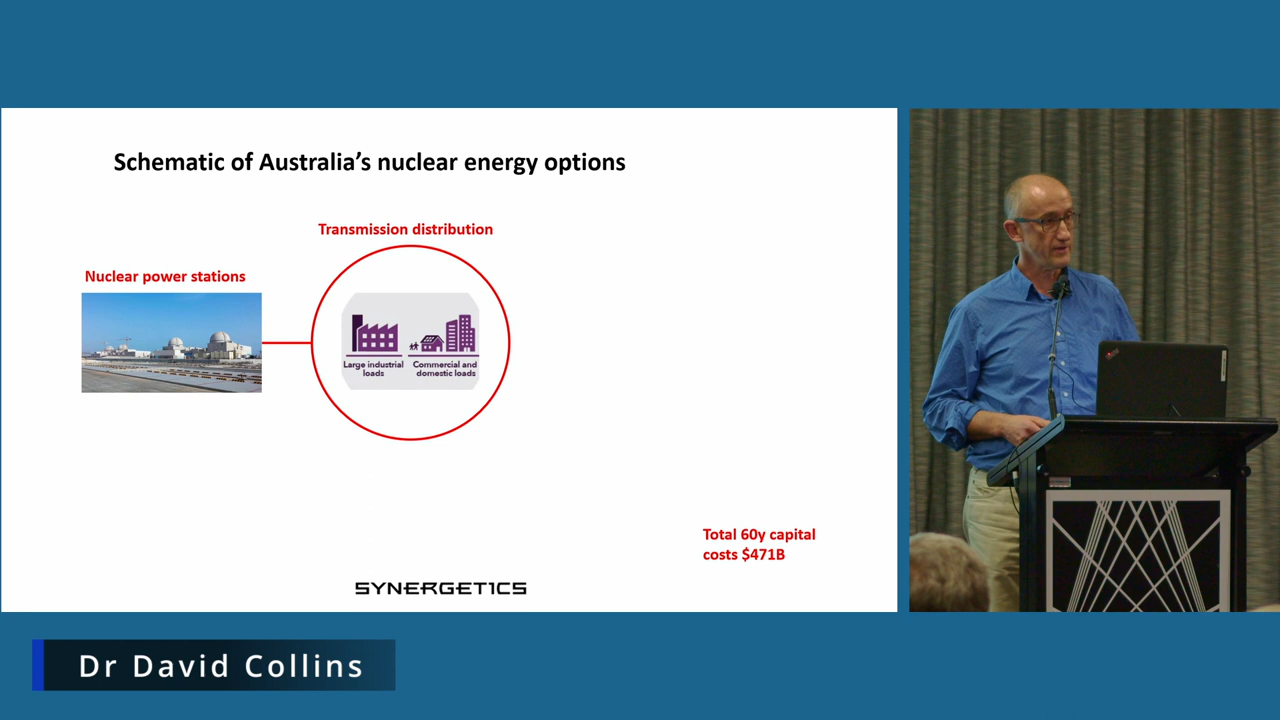 Schematic of Australia's nuclear energy options
Transmission distribution
Nuclear power stations
Large industrial
loads
Commercial and
domestic loads
Total 60y capital
costs $471B
SYNERGETICS
Dr David Collins